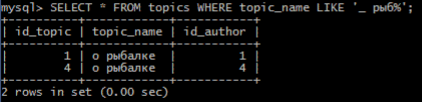 mysql> SELECT * FROM topics WHERE topic_name LIKE '_ рыб%';
+----------+------------+-----------+
| id_topic | topic_name | id_author |
+----------+------------+-----------+
| 1 | о рыбалке | 1 |
| 4 | о рыбалке | 4 |
+----------+------------+-----------+
2 rows in set (0.00 sec)